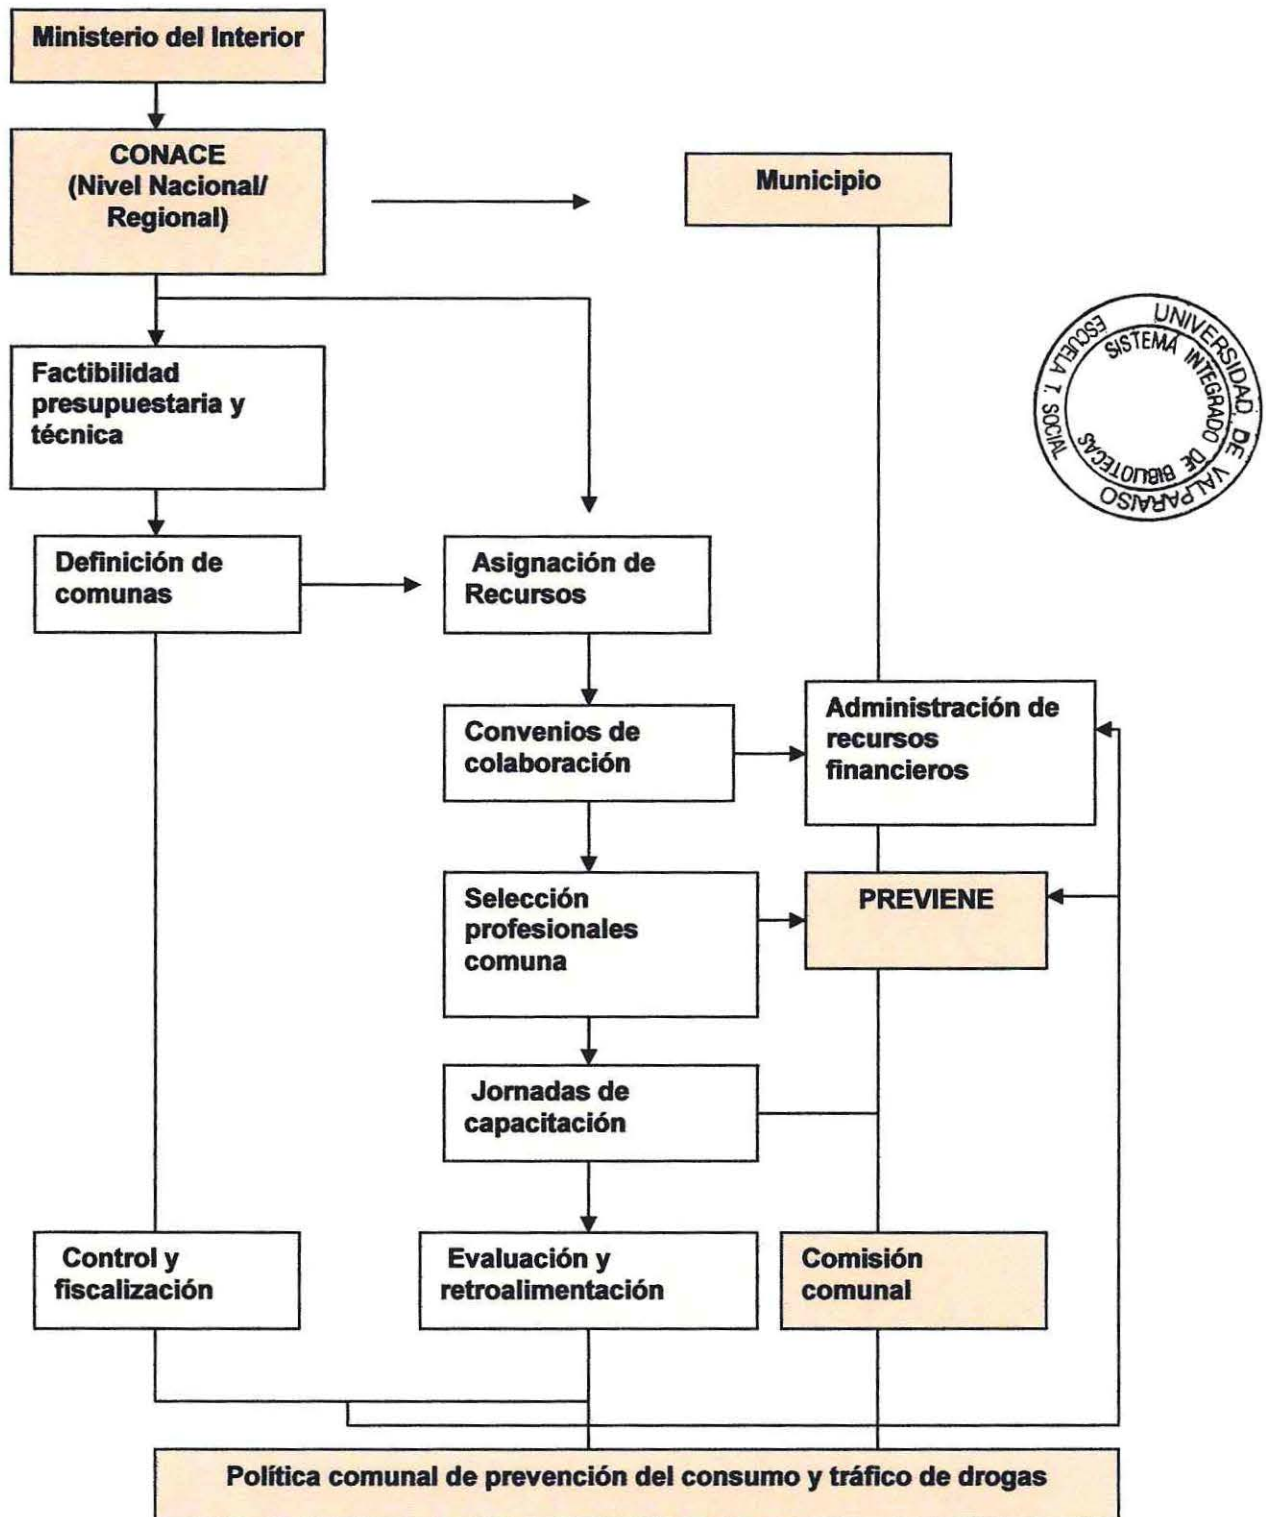 Ministerio del Interior
CONACE
(Nivel Nacional/
Regional)
Municipio
Factibilidad
presupuestaria y
técnica
UNIVERSIDAD DE VALPARAISO
ESCUELA T. SOCIAL
SISTEMA INTEGRADO DE BIBLIOTECAS
Definición de
comunas
Asignación de
Recursos
Convenios de
colaboración
Administración de
recursos
financieros
Selección
profesionales
comuna
PREVIENE
Jornadas de
capacitación
Control y
fiscalización
Evaluación y
retroalimentación
Comisión
comunal
Política comunal de prevención del consumo y tráfico de drogas